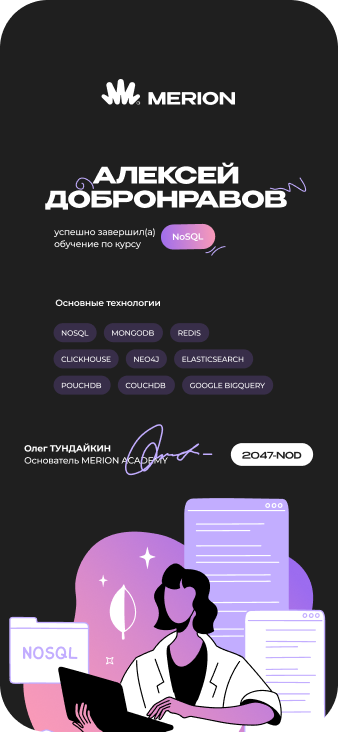 MERION
АЛЕКСЕЙ
ДОБРОНРАВОВ
успешно завершил(а)
обучение по курсу
NoSQL
Основные технологии
NOSQL MONGODB REDIS
CLICKHOUSE NEO4J ELASTICSEARCH
POUCHDB COUCHDB GOOGLE BIGQUERY
Олег ТУНДАЙКИН
Основатель MERION ACADEMY
2047-NOD
NOSQL